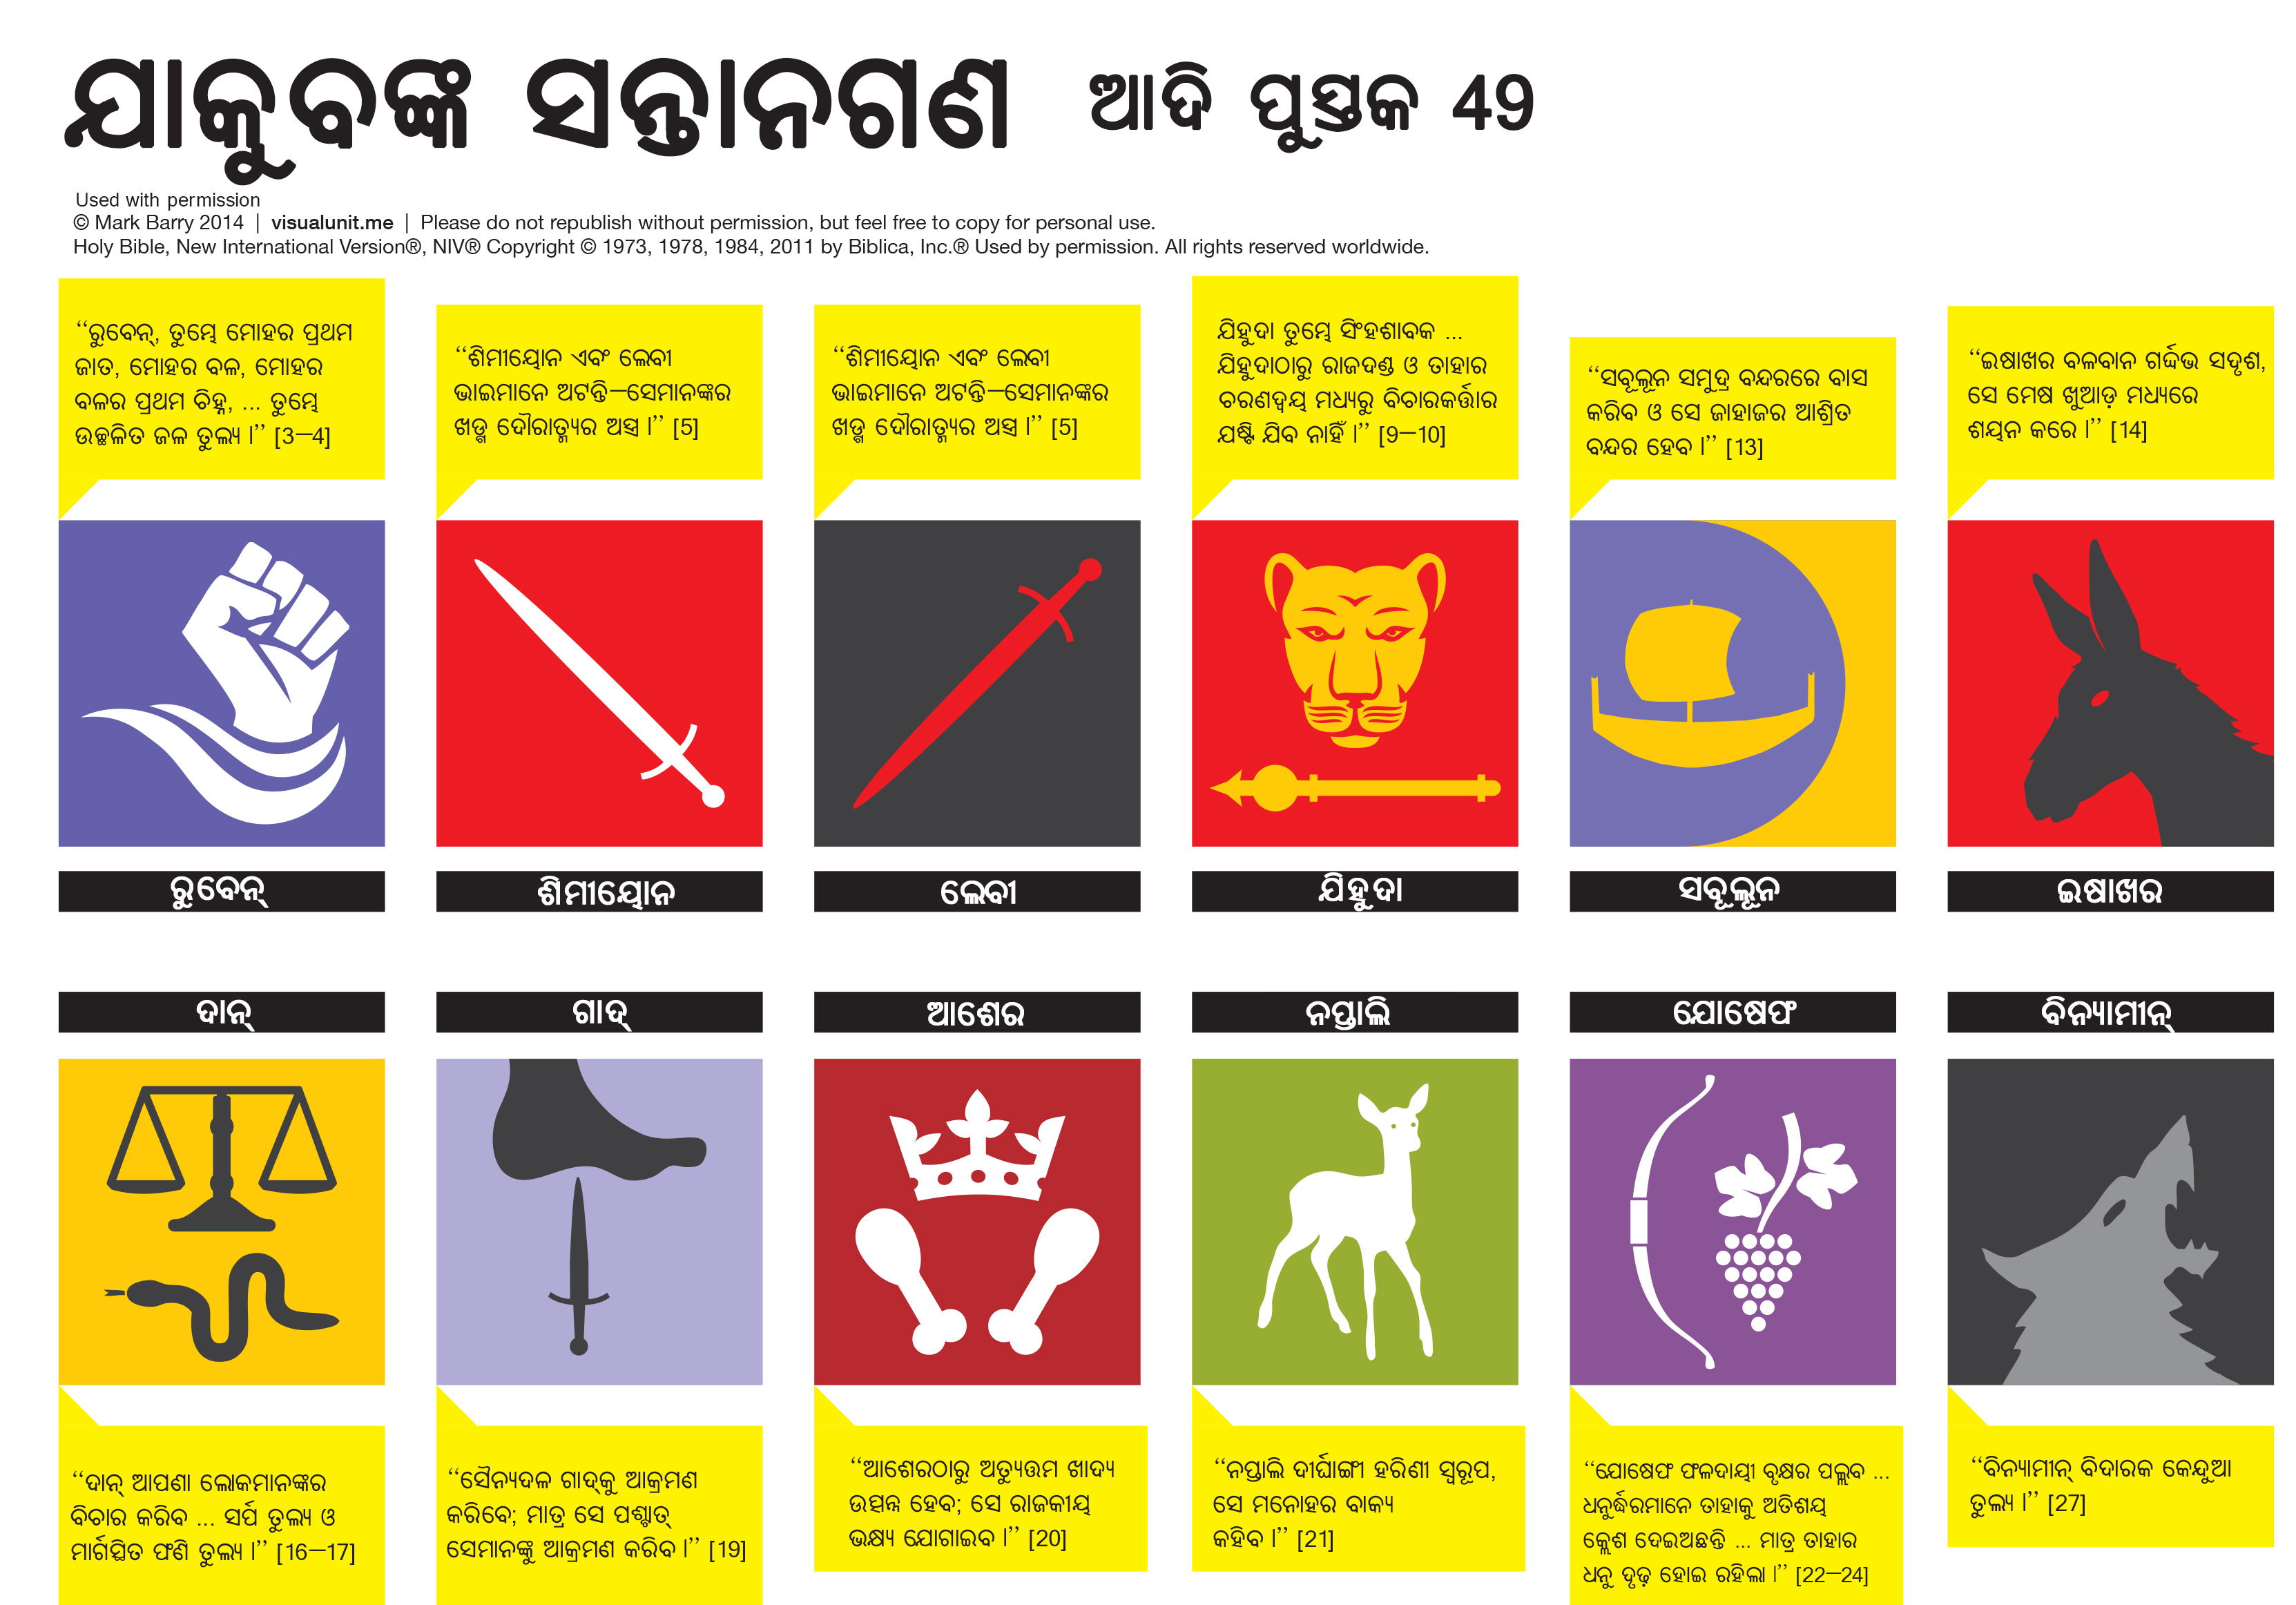 ଯାକୁବଙ୍କ ସନ୍ତାନଗଣ ଆଦି ପୁସ୍ତକ 49
Used with permission
© Mark Barry 2014 | visualunit.me | Please do not republish without permission, but feel free to copy for personal use.
Holy Bible, New International Version®, NIV® Copyright © 1973, 1978, 1984, 2011 by Biblica, Inc.® Used by permission. All rights reserved worldwide.
‘‘ରୁବେନ୍, ତୁମ୍ଭେ ମୋହର ପ୍ରଥମ
ଜାତ, ମୋହର ବଳ, ମୋହର
ବଳର ପ୍ରଥମ ଚିହ୍ନ, ... ତୁମ୍ଭେ
ଉଚ୍ଛଳିତ ଜଳ ତୁଲ୍ୟ।’’ [3–4]
‘‘ଶିମୀୟୋନ ଏବଂ ଲେବୀ
ଭାଇମାନେ ଅଟନ୍ତି–ସେମାନଙ୍କର
ଖଡ୍ଗ ଦୌରାତ୍ମ୍ୟର ଅସ୍ତ୍ର।’’ [5]
‘‘ଶିମୀୟୋନ ଏବଂ ଲେବୀ
ଭାଇମାନେ ଅଟନ୍ତି–ସେମାନଙ୍କର
ଖଡ୍ଗ ଦୌରାତ୍ମ୍ୟର ଅସ୍ତ୍ର।’’ [5]
ଯିହୁଦା ତୁମ୍ଭେ ସିଂହଶାବକ ...
ଯିହୁଦାଠାରୁ ରାଜଦଣ୍ଡ ଓ ତାହାର
ଚରଣଦ୍ୱୟ ମଧ୍ୟରୁ ବିଚାରକର୍ତ୍ତାର
ଯଷ୍ଟି ଯିବ ନାହିଁ।’’ [9–10]
‘‘ସବୂଲୂନ ସମୁଦ୍ର ବନ୍ଦରରେ ବାସ
କରିବ ଓ ସେ ଜାହାଜର ଆଶ୍ରିତ
ବନ୍ଦର ହେବ।’’ [13]
‘‘ଇଷାଖର ବଳବାନ ଗର୍ଦ୍ଦଭ ସଦୃଶ,
ସେ ମେଷ ଖୁଆଡ଼ ମଧ୍ୟରେ
ଶୟନ କରେ।’’ [14]
ରୁବେନ୍
ଶିମୀୟୋନ
ଲେବୀ
ଯିହୁଦା
ସବୂଲୂନ
ଇଷାଖର
ଦାନ୍
ଗାଦ୍
ଆଶେର
ନପ୍ତାଲି
ଯୋଷେଫ
ବିନ୍ୟାମୀନ୍
‘‘ଦାନ୍ ଆପଣା ଲୋକମାନଙ୍କର
ବିଚାର କରିବ ... ସର୍ପ ତୁଲ୍ୟ ଓ
ମାର୍ଗସ୍ଥିତ ଫଣି ତୁଲ୍ୟ।’’ [16–17]
‘‘ସୈନ୍ୟଦଳ ଗାଦ୍‌କୁ ଆକ୍ରମଣ
କରିବେ; ମାତ୍ର ସେ ପଶ୍ଚାତ୍
ସେମାନଙ୍କୁ ଆକ୍ରମଣ କରିବ।’’ [19]
‘‘ଆଶେରଠାରୁ ଅତ୍ୟୁତ୍ତମ ଖାଦ୍ୟ
ଉତ୍ପନ୍ନ ହେବ; ସେ ରାଜକୀୟ
ଭକ୍ଷ୍ୟ ଯୋଗାଇବ।’’ [20]
‘‘ନପ୍ତାଲି ଦୀର୍ଘାଙ୍ଗୀ ହରିଣୀ ସ୍ୱରୂପ,
ସେ ମନୋହର ବାକ୍ୟ
କହିବ।’’ [21]
‘‘ଯୋଷେଫ ଫଳଦାୟୀ ବୃକ୍ଷର ପଲ୍ଲବ ...
ଧନୁର୍ଦ୍ଧରମାନେ ତାହାକୁ ଅତିଶୟ
କ୍ଲେଶ ଦେଇଅଛନ୍ତି ... ମାତ୍ର ତାହାର
ଧନୁ ଦୃଢ଼ ହୋଇ ରହିଲା।’’ [22–24]
‘‘ବିନ୍ୟାମୀନ୍ ବିଦାରକ କେନ୍ଦୁଆ
ତୁଲ୍ୟ।’’ [27]